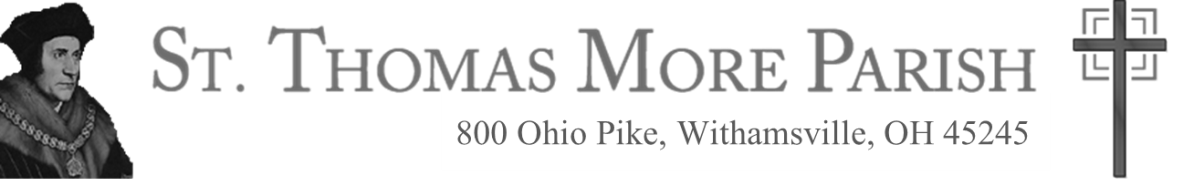 ST. THOMAS MORE PARISH
800 Ohio Pike, Withamsville, OH 45245